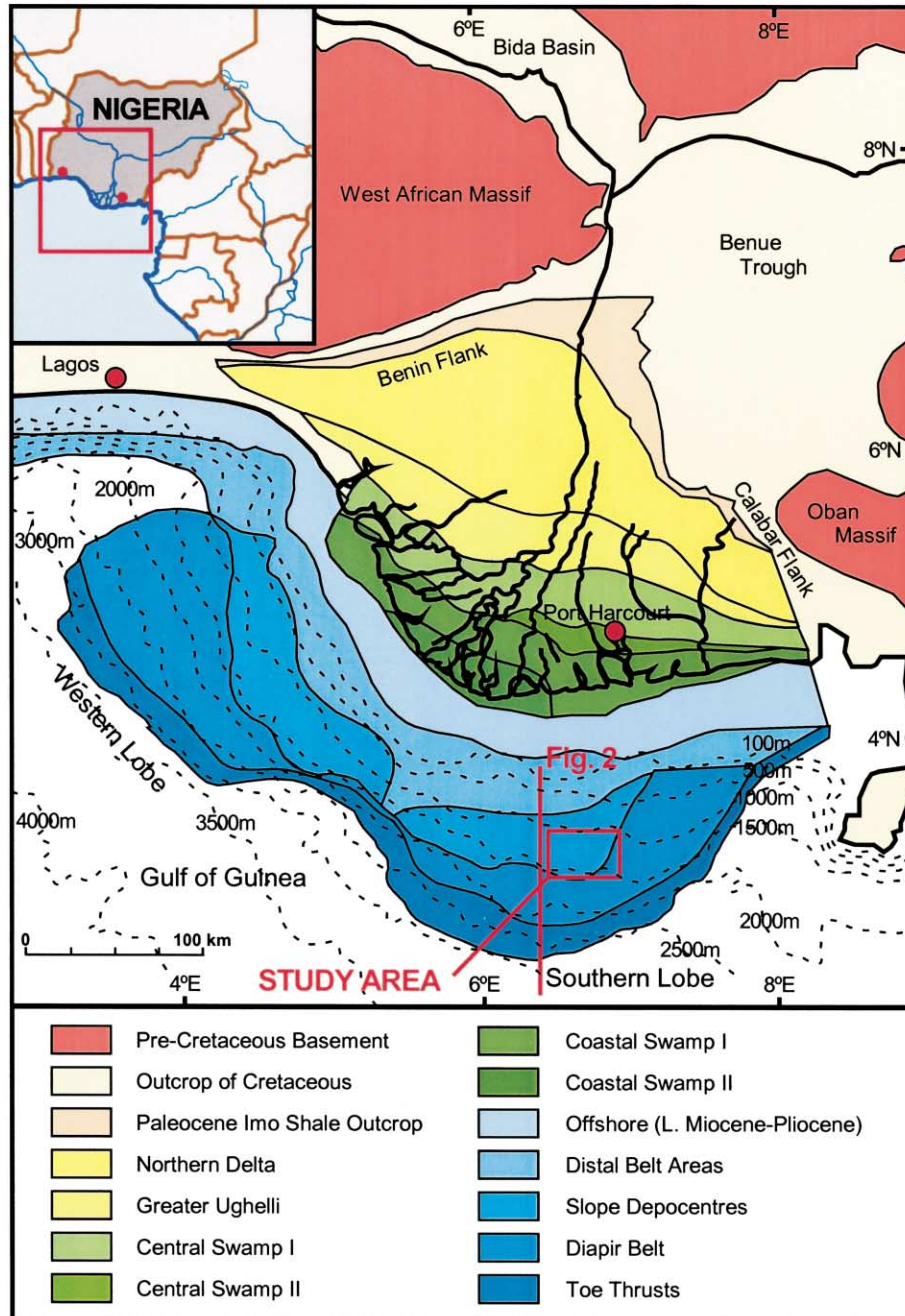 6ºE
8ºE
Bida Basin
NIGERIA
8ºN
West African Massif
Benue
Trough
Lagos
Benin Flank
6ºN
2000m
Calabar Flank
Oban
Massif
3000m
Port Harcourt
Western Lobe
4ºN
100m
Fig. 2
500m
1000m
4000m
3500m
1500m
Gulf of Guinea
2000m
0 100 km
2500m
STUDY AREA
Southern Lobe
4ºE
6ºE
8ºE
Pre-Cretaceous Basement
Outcrop of Cretaceous
Paleocene Imo Shale Outcrop
Northern Delta
Greater Ughelli
Central Swamp I
Central Swamp II
Coastal Swamp I
Coastal Swamp II
Offshore (L. Miocene-Pliocene)
Distal Belt Areas
Slope Depocentres
Diapir Belt
Toe Thrusts